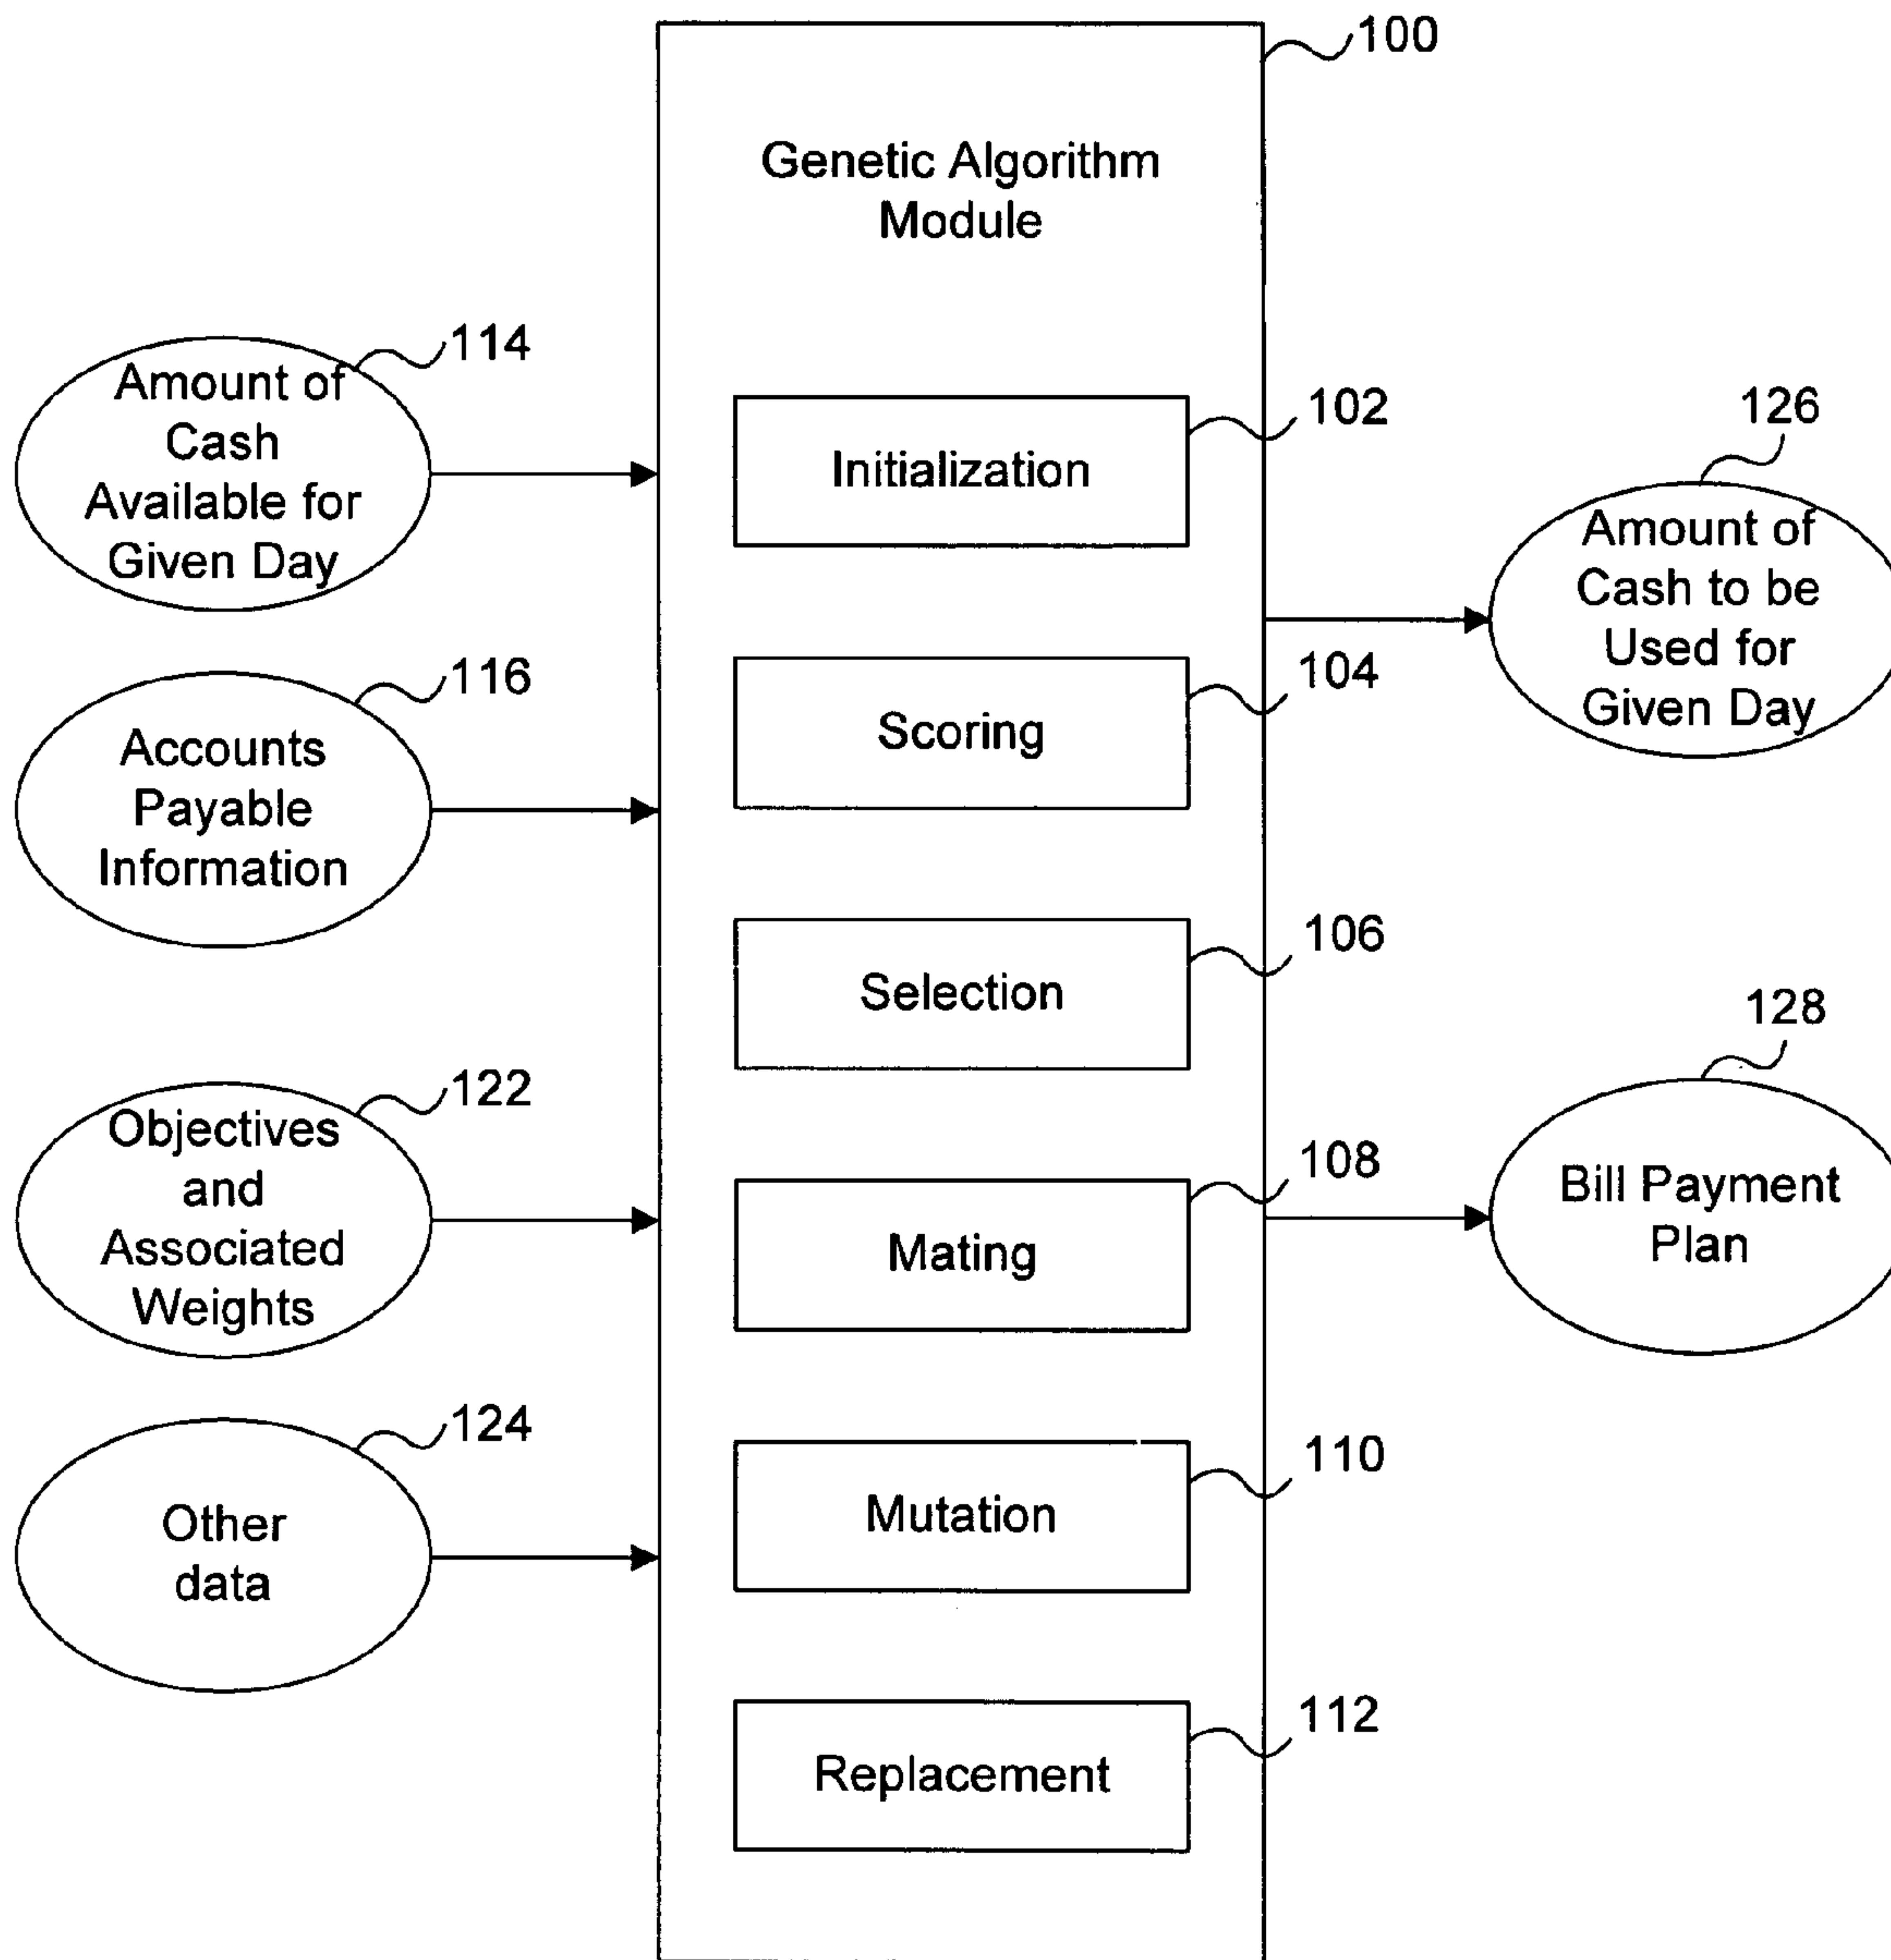 100
Genetic Algorithm
Module
114
Amount of
Cash
Available for
Given Day
116
Accounts
Payable
Information
122
Objectives
and
Associated
Weights
124
Other
data
102
Initialization
104
Scoring
106
Selection
108
Mating
110
Mutation
112
Replacement
126
Amount of
Cash to be
Used for
Given Day
128
Bill Payment
Plan